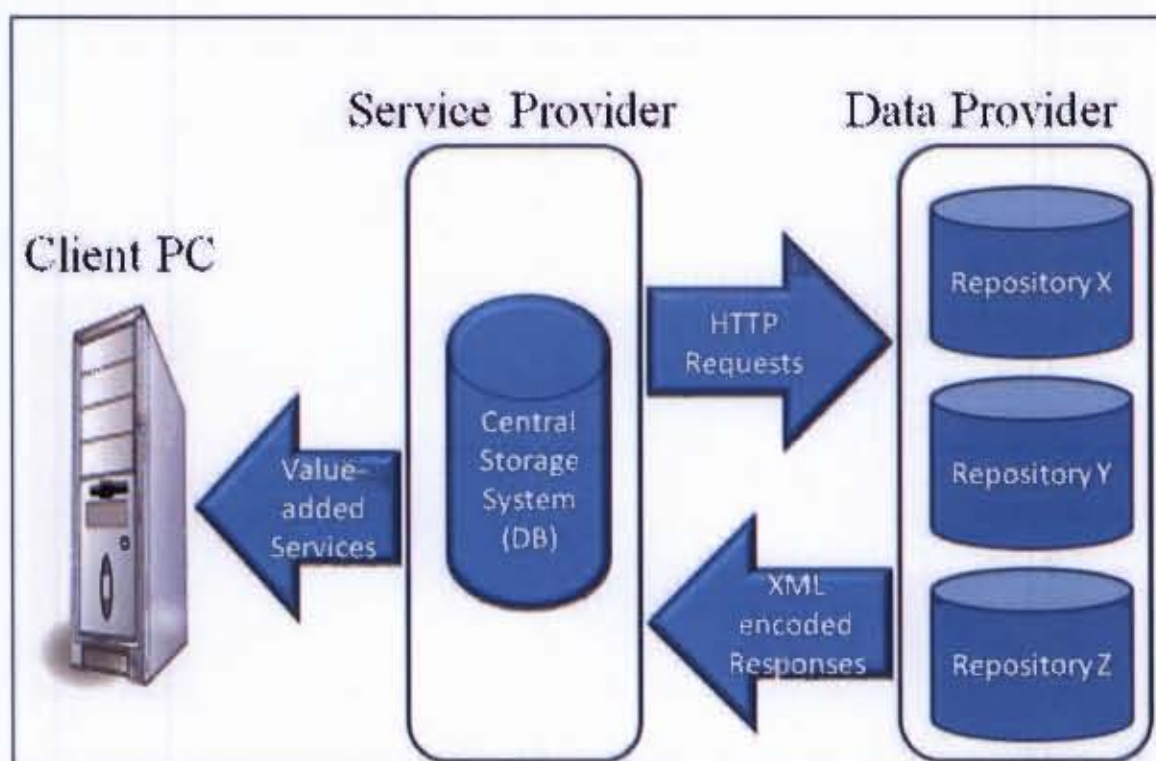 Service Provider
Data Provider
Client PC
Repository X
HTTP
Requests
Central
Storage
System
(DB)
Repository Y
Value-
added
Services
XML
encoded
Responses
Repository Z